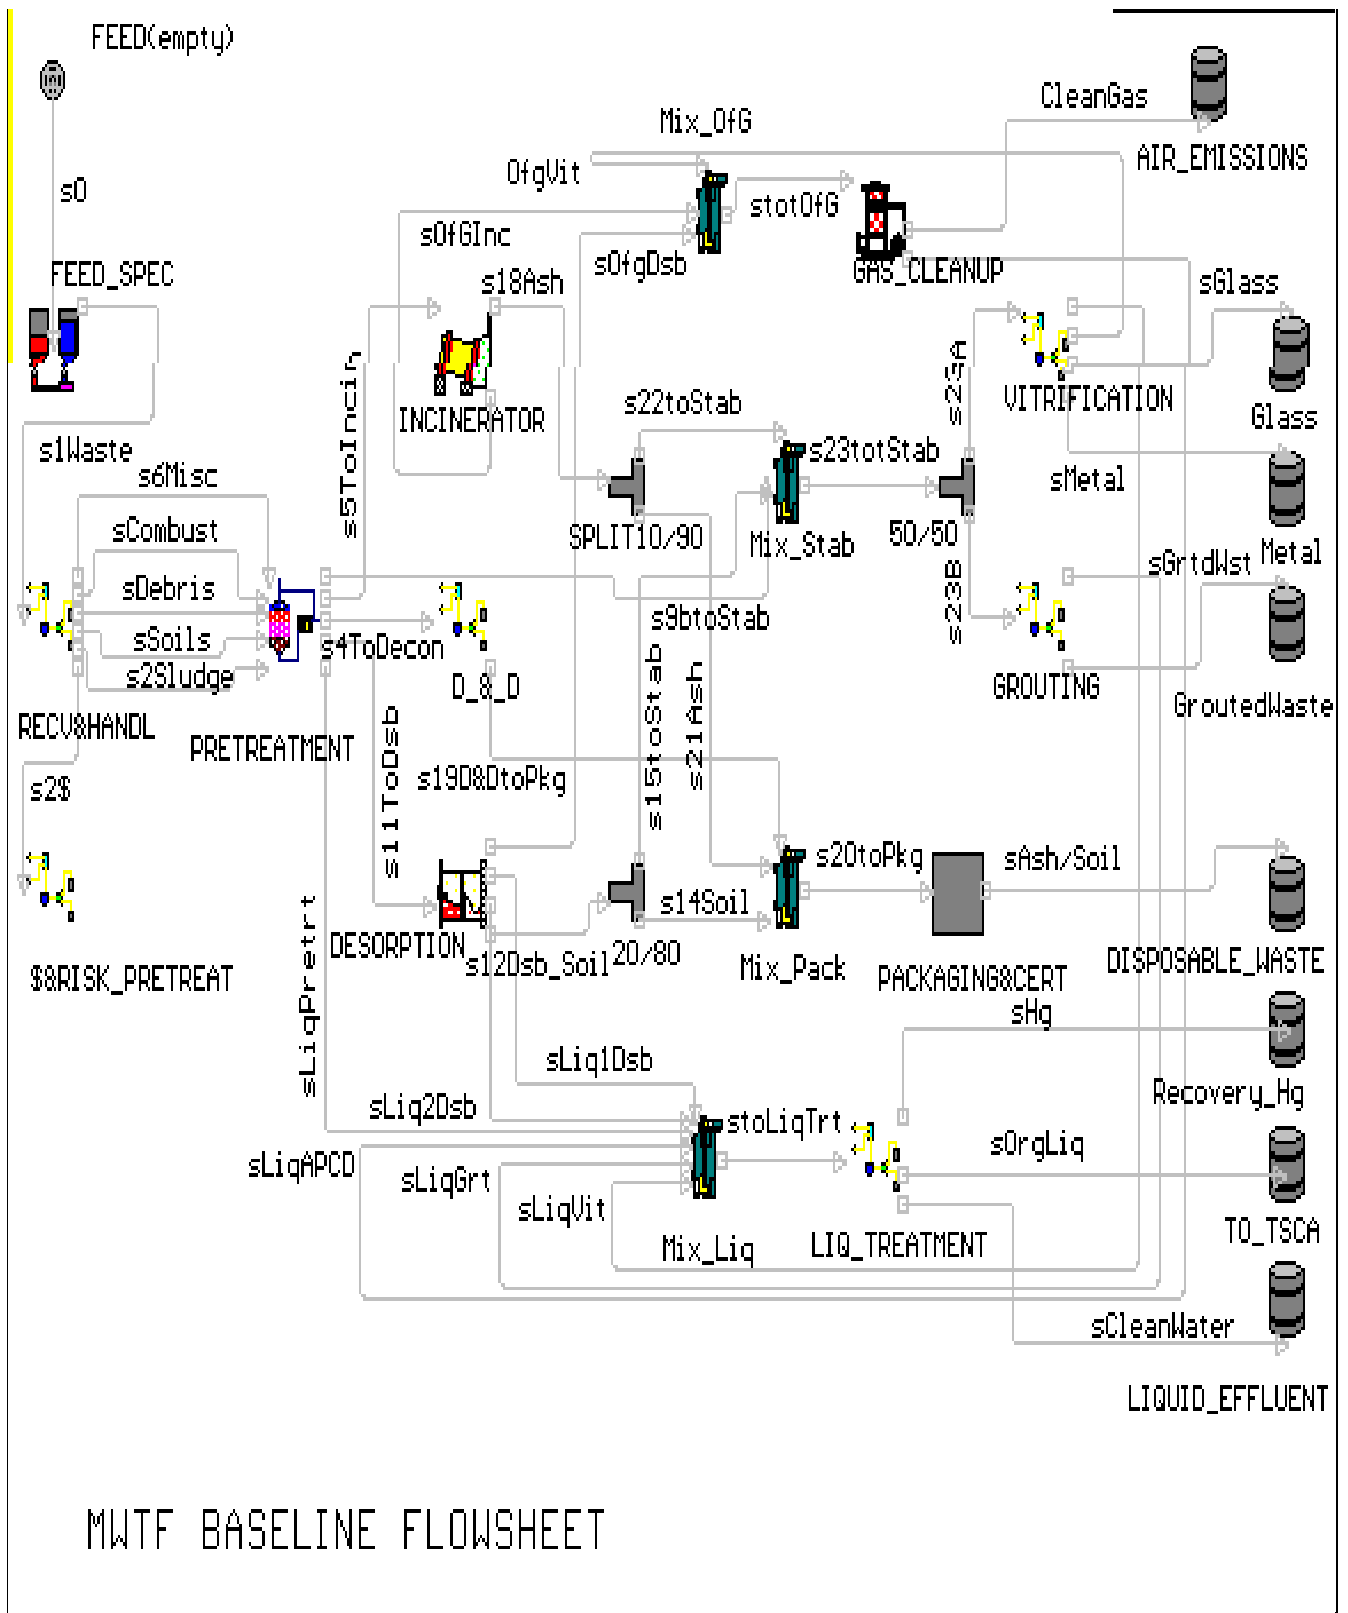 FEED(empty)
CleanGas
Mix_OfG
AIR_EMISSIONS
OfgVit
s0
stotOfG
sOfGInc
sOfgDsb
FEED_SPEC
GAS_CLEANUP
s18Ash
sGlass
s5ToIncin
s23A
VITRIFICATION
s22toStab
INCINERATOR
Glass
s1Waste
s23totStab
s6Misc
sMetal
sCombust
SPLIT10/90
Mix_Stab
50/50
Metal
sGrtdWst
sDebris
s9btoStab
s23B
sSoils
s4ToDecon
s2Sludge
D_&_D
GROUTING
GroutedWaste
RECV&HANDL
PRETREATMENT
s15toStab
s21Ash
s11ToDsb
s19D&DtoPkg
s2$
s20toPkg
sAsh/Soil
s14Soil
sLiqPretrt
DESORPTION
s12Dsb_Soil
20/80
Mix_Pack
PACKAGING&CERT
DISPOSABLE_WASTE
$&RISK_PRETREAT
sHg
sLiq1Dsb
Recovery_Hg
sLiq2Dsb
stoLiqTrt
sOrgLiq
sLiqAPCD
sLiqGrt
sLiqVit
Mix_Liq
LIQ_TREATMENT
TO_TSCA
sCleanWater
LIQUID_EFFLUENT
MWTF BASELINE FLOWSHEET